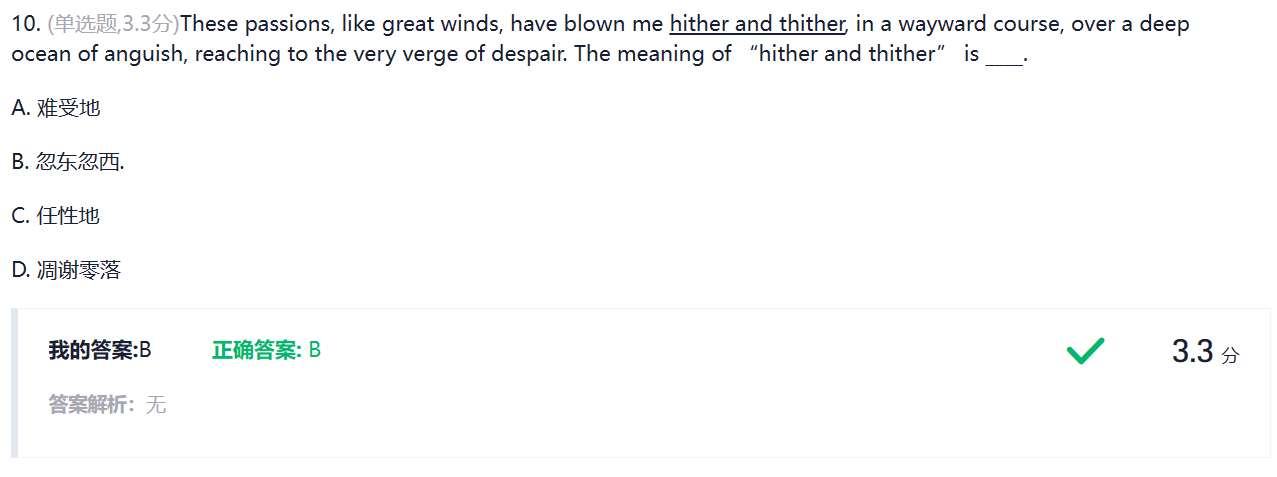 10. (单选题,3.3分)These passions, like great winds, have blown me hither and thither, in a wayward course, over a deep
ocean of anguish, reaching to the very verge of despair. The meaning of “hither and thither” is ____.
A. 难受地
B. 忽东忽西.
C. 任性地
D. 凋谢零落
我的答案:B 正确答案: B 3.3 分
答案解析: 无